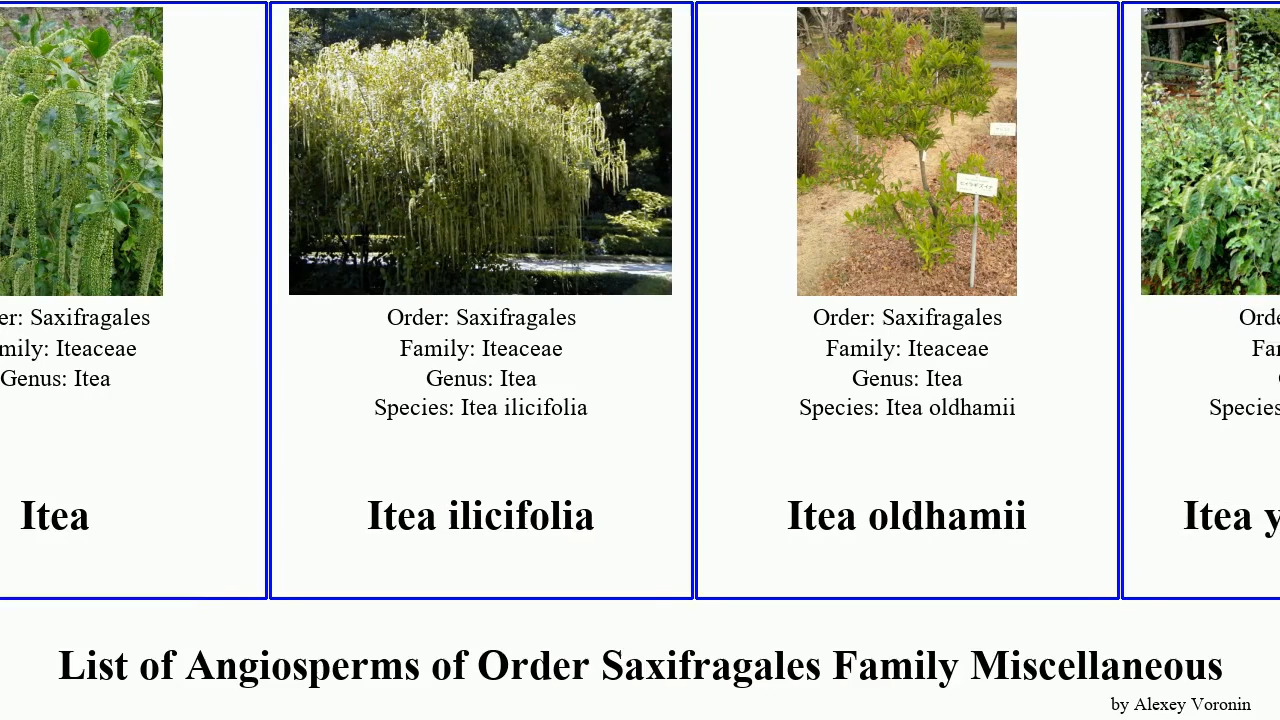 er: Saxifragales
mily: Iteaceae
Genus: Itea
Itea
Order: Saxifragales
Family: Iteaceae
Genus: Itea
Species: Itea ilicifolia
Itea ilicifolia
Order: Saxifragales
Family: Iteaceae
Genus: Itea
Species: Itea oldhamii
Itea oldhamii
Orde
Far
Species
Itea y
List of Angiosperms of Order Saxifragales Family Miscellaneous
by Alexey Voronin